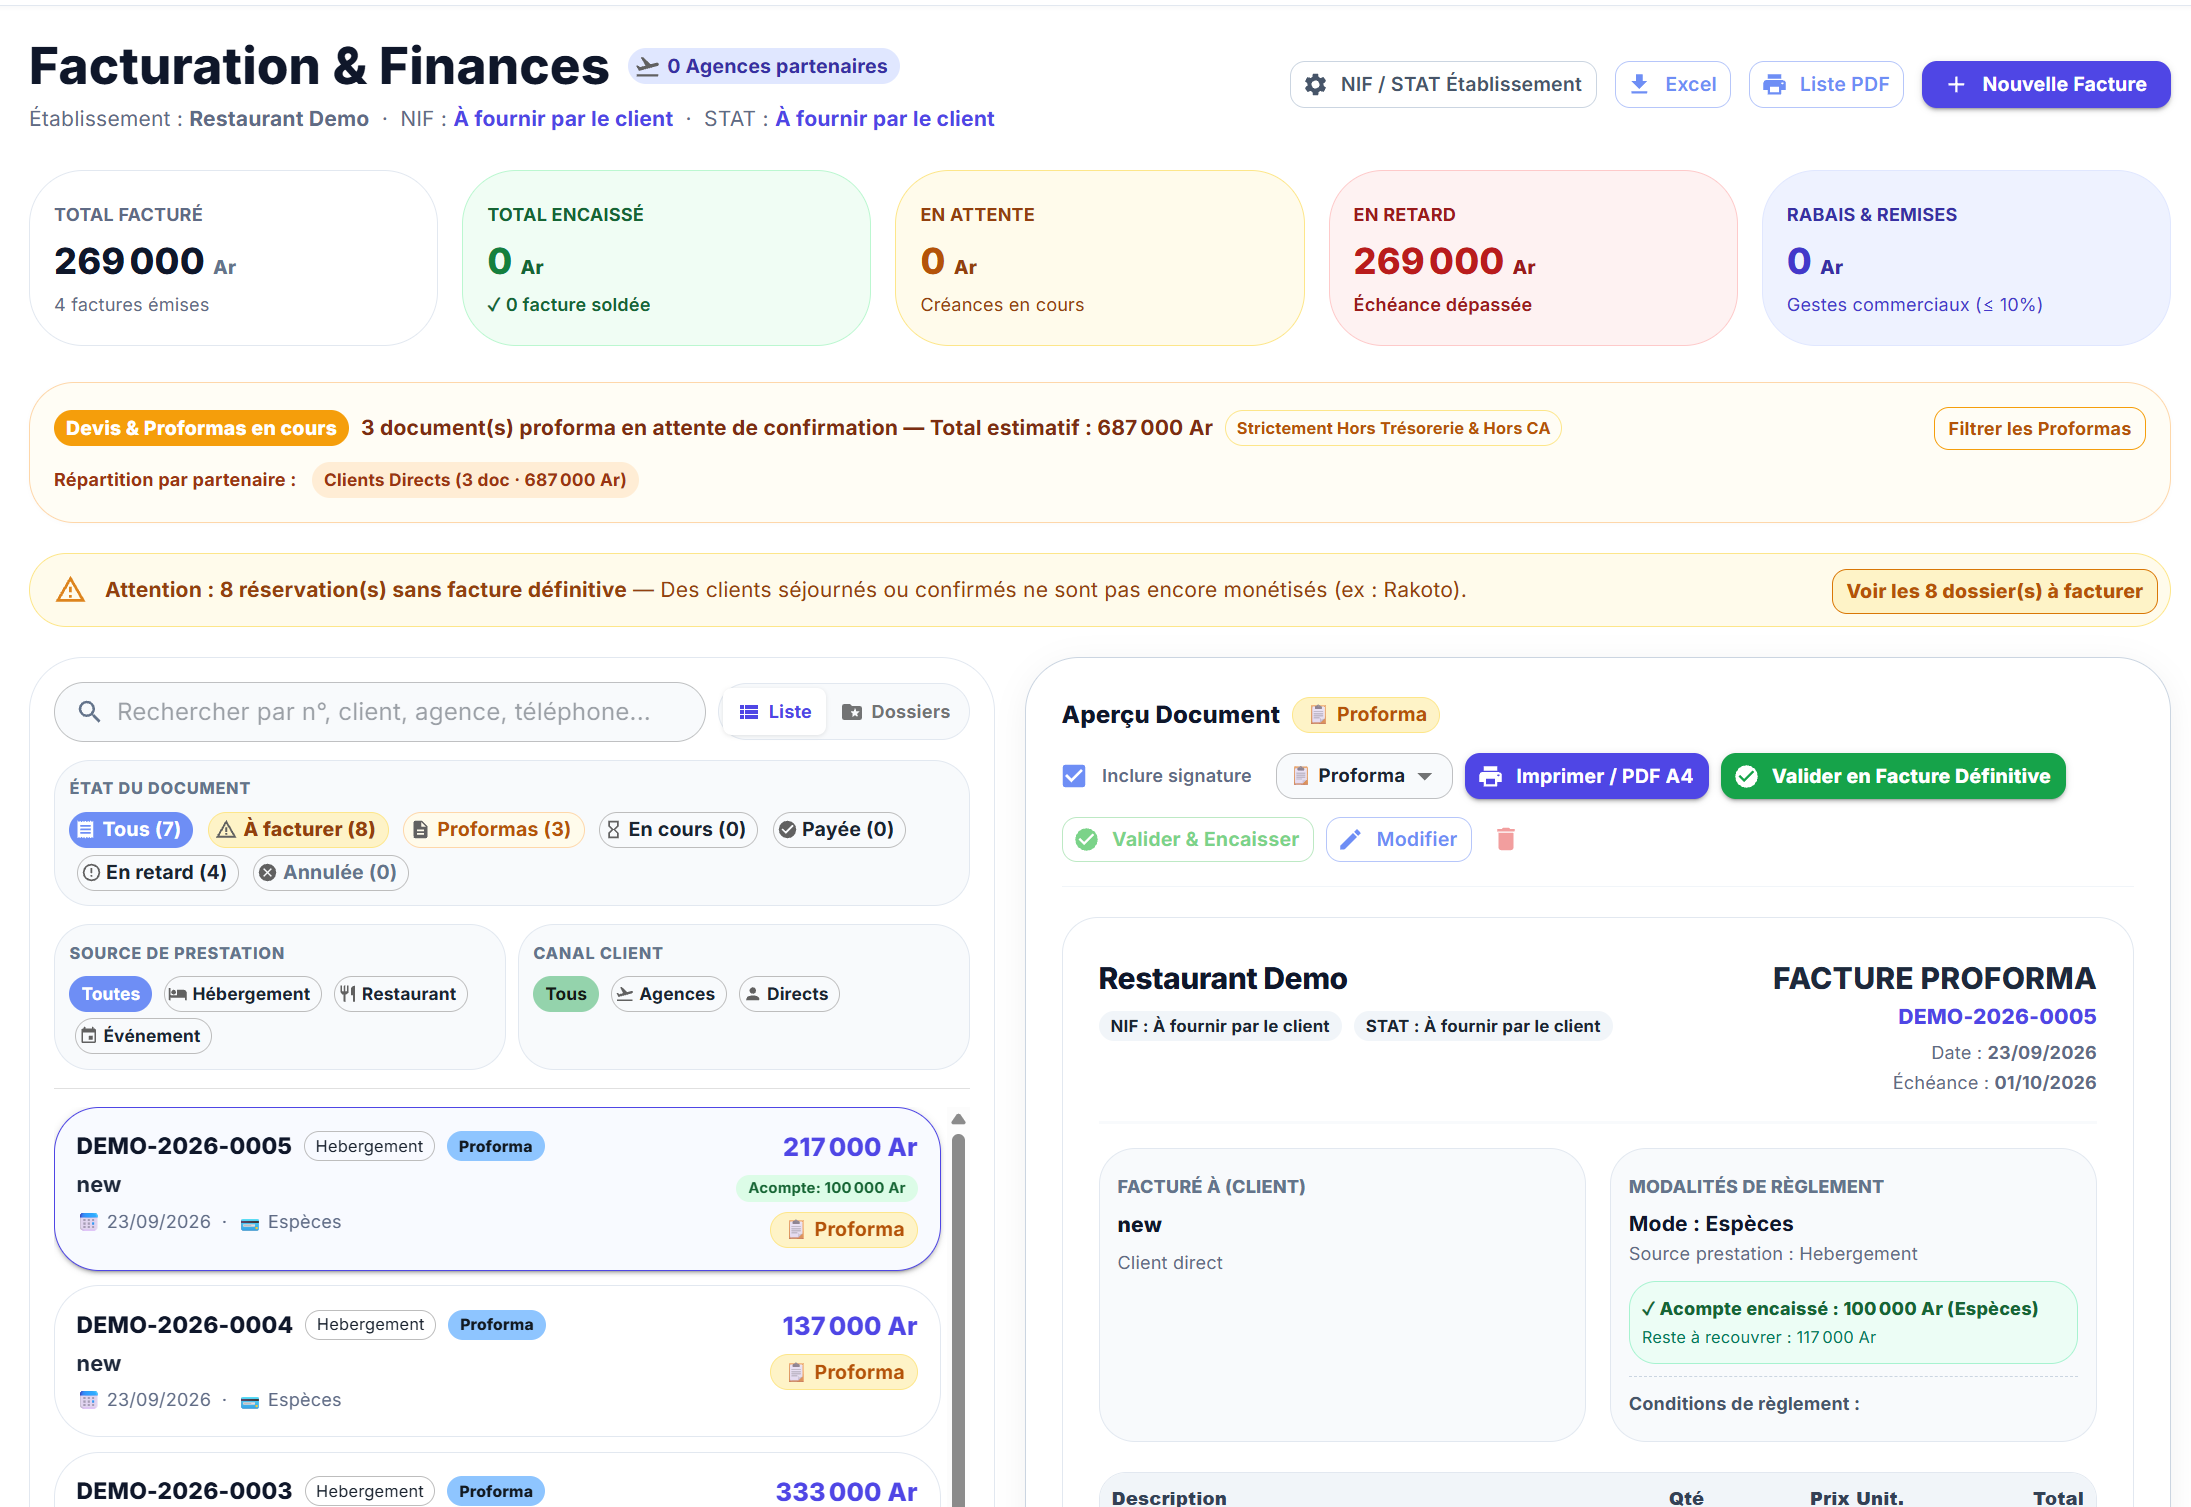 Facturation & Finances
0 Agences partenaires
Établissement : Restaurant Demo · NIF : À fournir par le client · STAT : À fournir par le client
NIF / STAT Établissement
Excel
Liste PDF
+ Nouvelle Facture
TOTAL FACTURÉ
269 000 Ar
4 factures émises
TOTAL ENCAISSÉ
0 Ar
✓ 0 facture soldée
EN ATTENTE
0 Ar
Créances en cours
EN RETARD
269 000 Ar
Échéance dépassée
RABAIS & REMISES
0 Ar
Gestes commerciaux (≤ 10%)
Devis & Proformas en cours
3 document(s) proforma en attente de confirmation — Total estimatif : 687 000 Ar
Strictement Hors Trésorerie & Hors CA
Filtrer les Proformas
Répartition par partenaire :
Clients Directs (3 doc · 687 000 Ar)
Attention : 8 réservation(s) sans facture définitive — Des clients séjournés ou confirmés ne sont pas encore monétisés (ex : Rakoto).
Voir les 8 dossier(s) à facturer
Rechercher par n°, client, agence, téléphone...
Liste
Dossiers
ÉTAT DU DOCUMENT
Tous (7)
À facturer (8)
Proformas (3)
En cours (0)
Payée (0)
En retard (4)
Annulée (0)
SOURCE DE PRESTATION
Toutes
Hébergement
Restaurant
Événement
CANAL CLIENT
Tous
Agences
Directs
DEMO-2026-0005
Hebergement
Proforma
217 000 Ar
new
Acompte: 100 000 Ar
23/09/2026 · Espèces
Proforma
DEMO-2026-0004
Hebergement
Proforma
137 000 Ar
new
Proforma
23/09/2026 · Espèces
DEMO-2026-0003
Hebergement
Proforma
333 000 Ar
Aperçu Document
Proforma
Inclure signature
Proforma
Imprimer / PDF A4
Valider en Facture Définitive
Valider & Encaisser
Modifier
Restaurant Demo
NIF : À fournir par le client
STAT : À fournir par le client
FACTURE PROFORMA
DEMO-2026-0005
Date : 23/09/2026
Échéance : 01/10/2026
FACTURÉ À (CLIENT)
new
Client direct
MODALITÉS DE RÈGLEMENT
Mode : Espèces
Source prestation : Hebergement
✓ Acompte encaissé : 100 000 Ar (Espèces)
Reste à recouvrer : 117 000 Ar
Conditions de règlement :
Description
Qté
Prix Unit.
Total